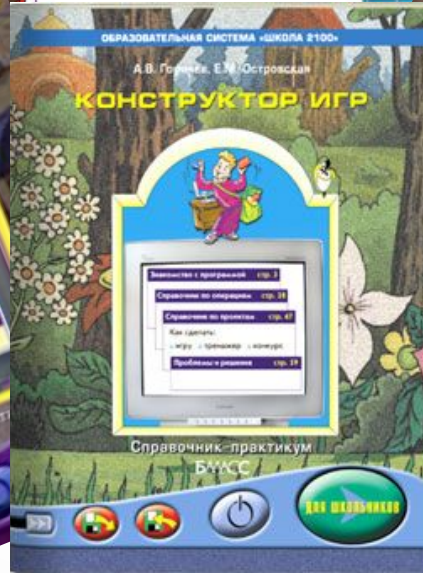 ОБРАЗОВАТЕЛЬНАЯ СИСТЕМА «ШКОЛА 2100»
А.В. Горячев, Е.М. Островская
КОНСТРУКТОР ИГР
Знакомство с программой стр. 3
Справочник по операциям стр. 28
Справочник по проектам стр. 47
Как сделать:
игру тренажер конкурс
Проблемы и решения стр. 59
Справочник-практикум
БАЛАСС
ДЛЯ ШКОЛЬНИКОВ